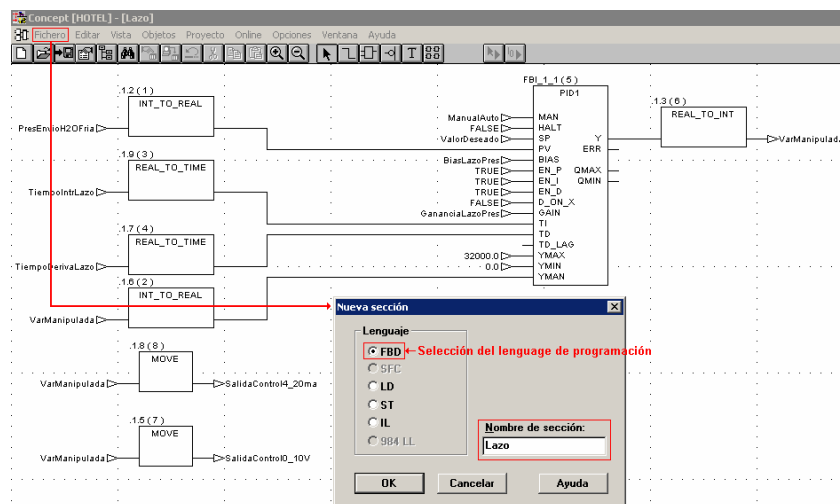 Concept [HOTEL] - [Lazo]
Fichero Editar Vista Objetos Proyecto Online Opciones Ventana Ayuda
.1.2 ( 1 )
INT_TO_REAL
PresEnvioH2OFria
.1.9 ( 3 )
REAL_TO_TIME
TiempoIntrLazo
.1.7 ( 4 )
REAL_TO_TIME
TiempoDerivaLazo
.1.6 ( 2 )
INT_TO_REAL
VarManipulada
.1.8 ( 8 )
MOVE
VarManipulada
SalidaControl4_20ma
.1.5 ( 7 )
MOVE
VarManipulada
SalidaControl0_10V
FBI_1_1 ( 5 )
PID1
ManualAuto MAN
FALSE HALT
ValorDeseado SP Y
PV ERR
BiasLazoPres BIAS
TRUE EN_P QMAX
TRUE EN_I QMIN
TRUE EN_D
FALSE D_ON_X
GananciaLazoPres GAIN
TI
TD
TD_LAG
32000.0 YMAX
0.0 YMIN
YMAN
.1.3 ( 6 )
REAL_TO_INT
VarManipulada
Nueva sección
Lenguaje
FBD
Selección del lenguage de programación
SFC
LD
ST
IL
984 LL
Nombre de sección:
Lazo
OK Cancelar Ayuda